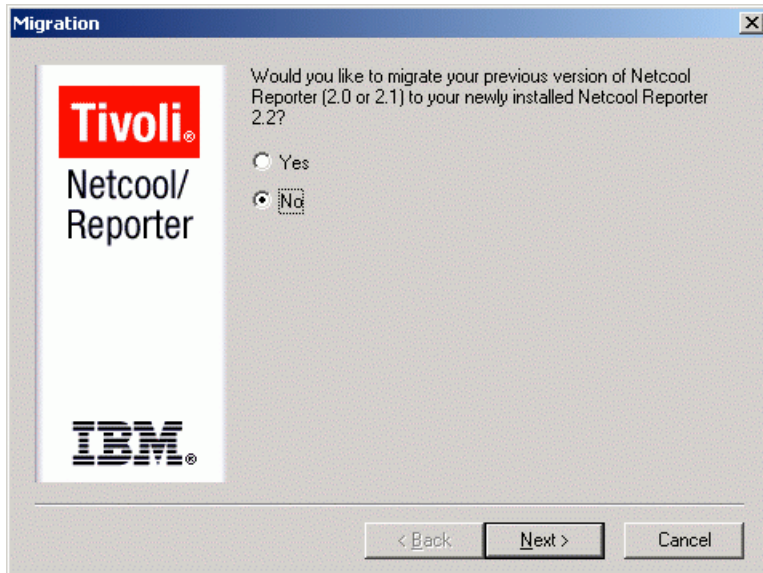 Migration
Tivoli®
Netcool/
Reporter
IBM®
Would you like to migrate your previous version of Netcool
Reporter (2.0 or 2.1) to your newly installed Netcool Reporter
2.2?
Yes
No
< Back
Next >
Cancel